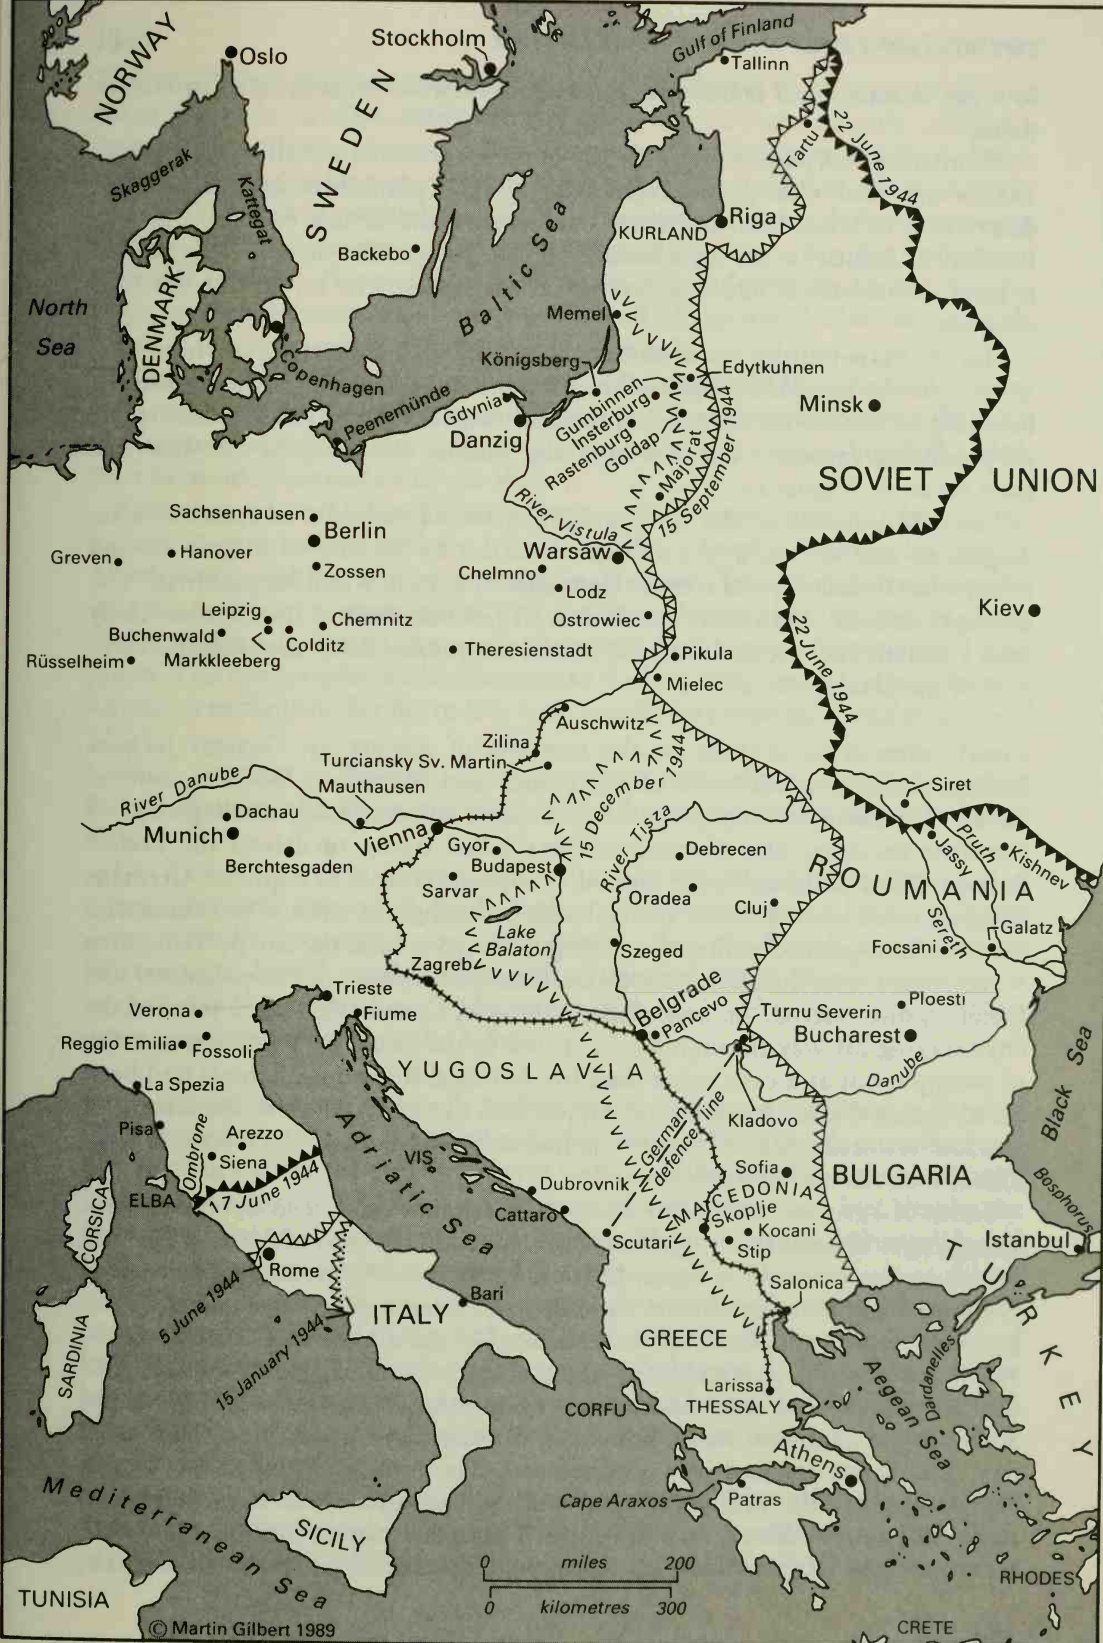 NORWAY
Oslo
Stockholm
SWEDEN
Gulf of Finland
Tallinn
Tartu
22 June 1944
Skaggerak
Kattegat
Riga
KURLAND
Backebo
Baltic Sea
North
Sea
DENMARK
Memel
Copenhagen
Königsberg
Edytkuhnen
Peenemünde
Gdynia
Danzig
Gumbinnen
Insterburg
Rastenburg
Goldap
Majorat
15 September 1944
Minsk
SOVIET UNION
River Vistula
Sachsenhausen
Berlin
Greven
Hanover
Zossen
Warsaw
Chelmno
Lodz
Kiev
Leipzig
Chemnitz
Ostrowiec
Buchenwald
Colditz
Markkleeberg
Rüsselheim
Theresienstadt
Pikula
Mielec
22 June 1944
Auschwitz
Zilina
Turciansky Sv. Martin
15 December 1944
River Danube
Mauthausen
Siret
Dachau
Munich
Vienna
Berchtesgaden
Gyor
Budapest
Sarvar
River Tisza
Debrecen
Oradea
Cluj
ROUMANIA
Jassy
Pruth
Kishnev
Lake
Balaton
Szeged
Sereth
Galatz
Focsani
Zagreb
Trieste
Fiume
Verona
Reggio Emilia
Fossoli
Belgrade
Pancevo
Turnu Severin
Ploesti
Bucharest
Danube
YUGOSLAVIA
La Spezia
Kladovo
Black Sea
Pisa
Ombrone
Arezzo
Siena
German
defence line
Adriatic Sea
VIS
Sofia
BULGARIA
ELBA
17 June 1944
Dubrovnik
MACEDONIA
Bosphorus
CORSICA
Cattaro
Skoplje
Kocani
Stip
Scutari
Istanbul
Rome
5 June 1944
15 January 1944
ITALY
Bari
Salonica
TURKEY
SARDINIA
GREECE
Dardanelles
Larissa
THESSALY
Aegean Sea
CORFU
Athens
Cape Araxos
Patras
Mediterranean Sea
SICILY
TUNISIA
0 miles 200
0 kilometres 300
RHODES
CRETE
© Martin Gilbert 1989